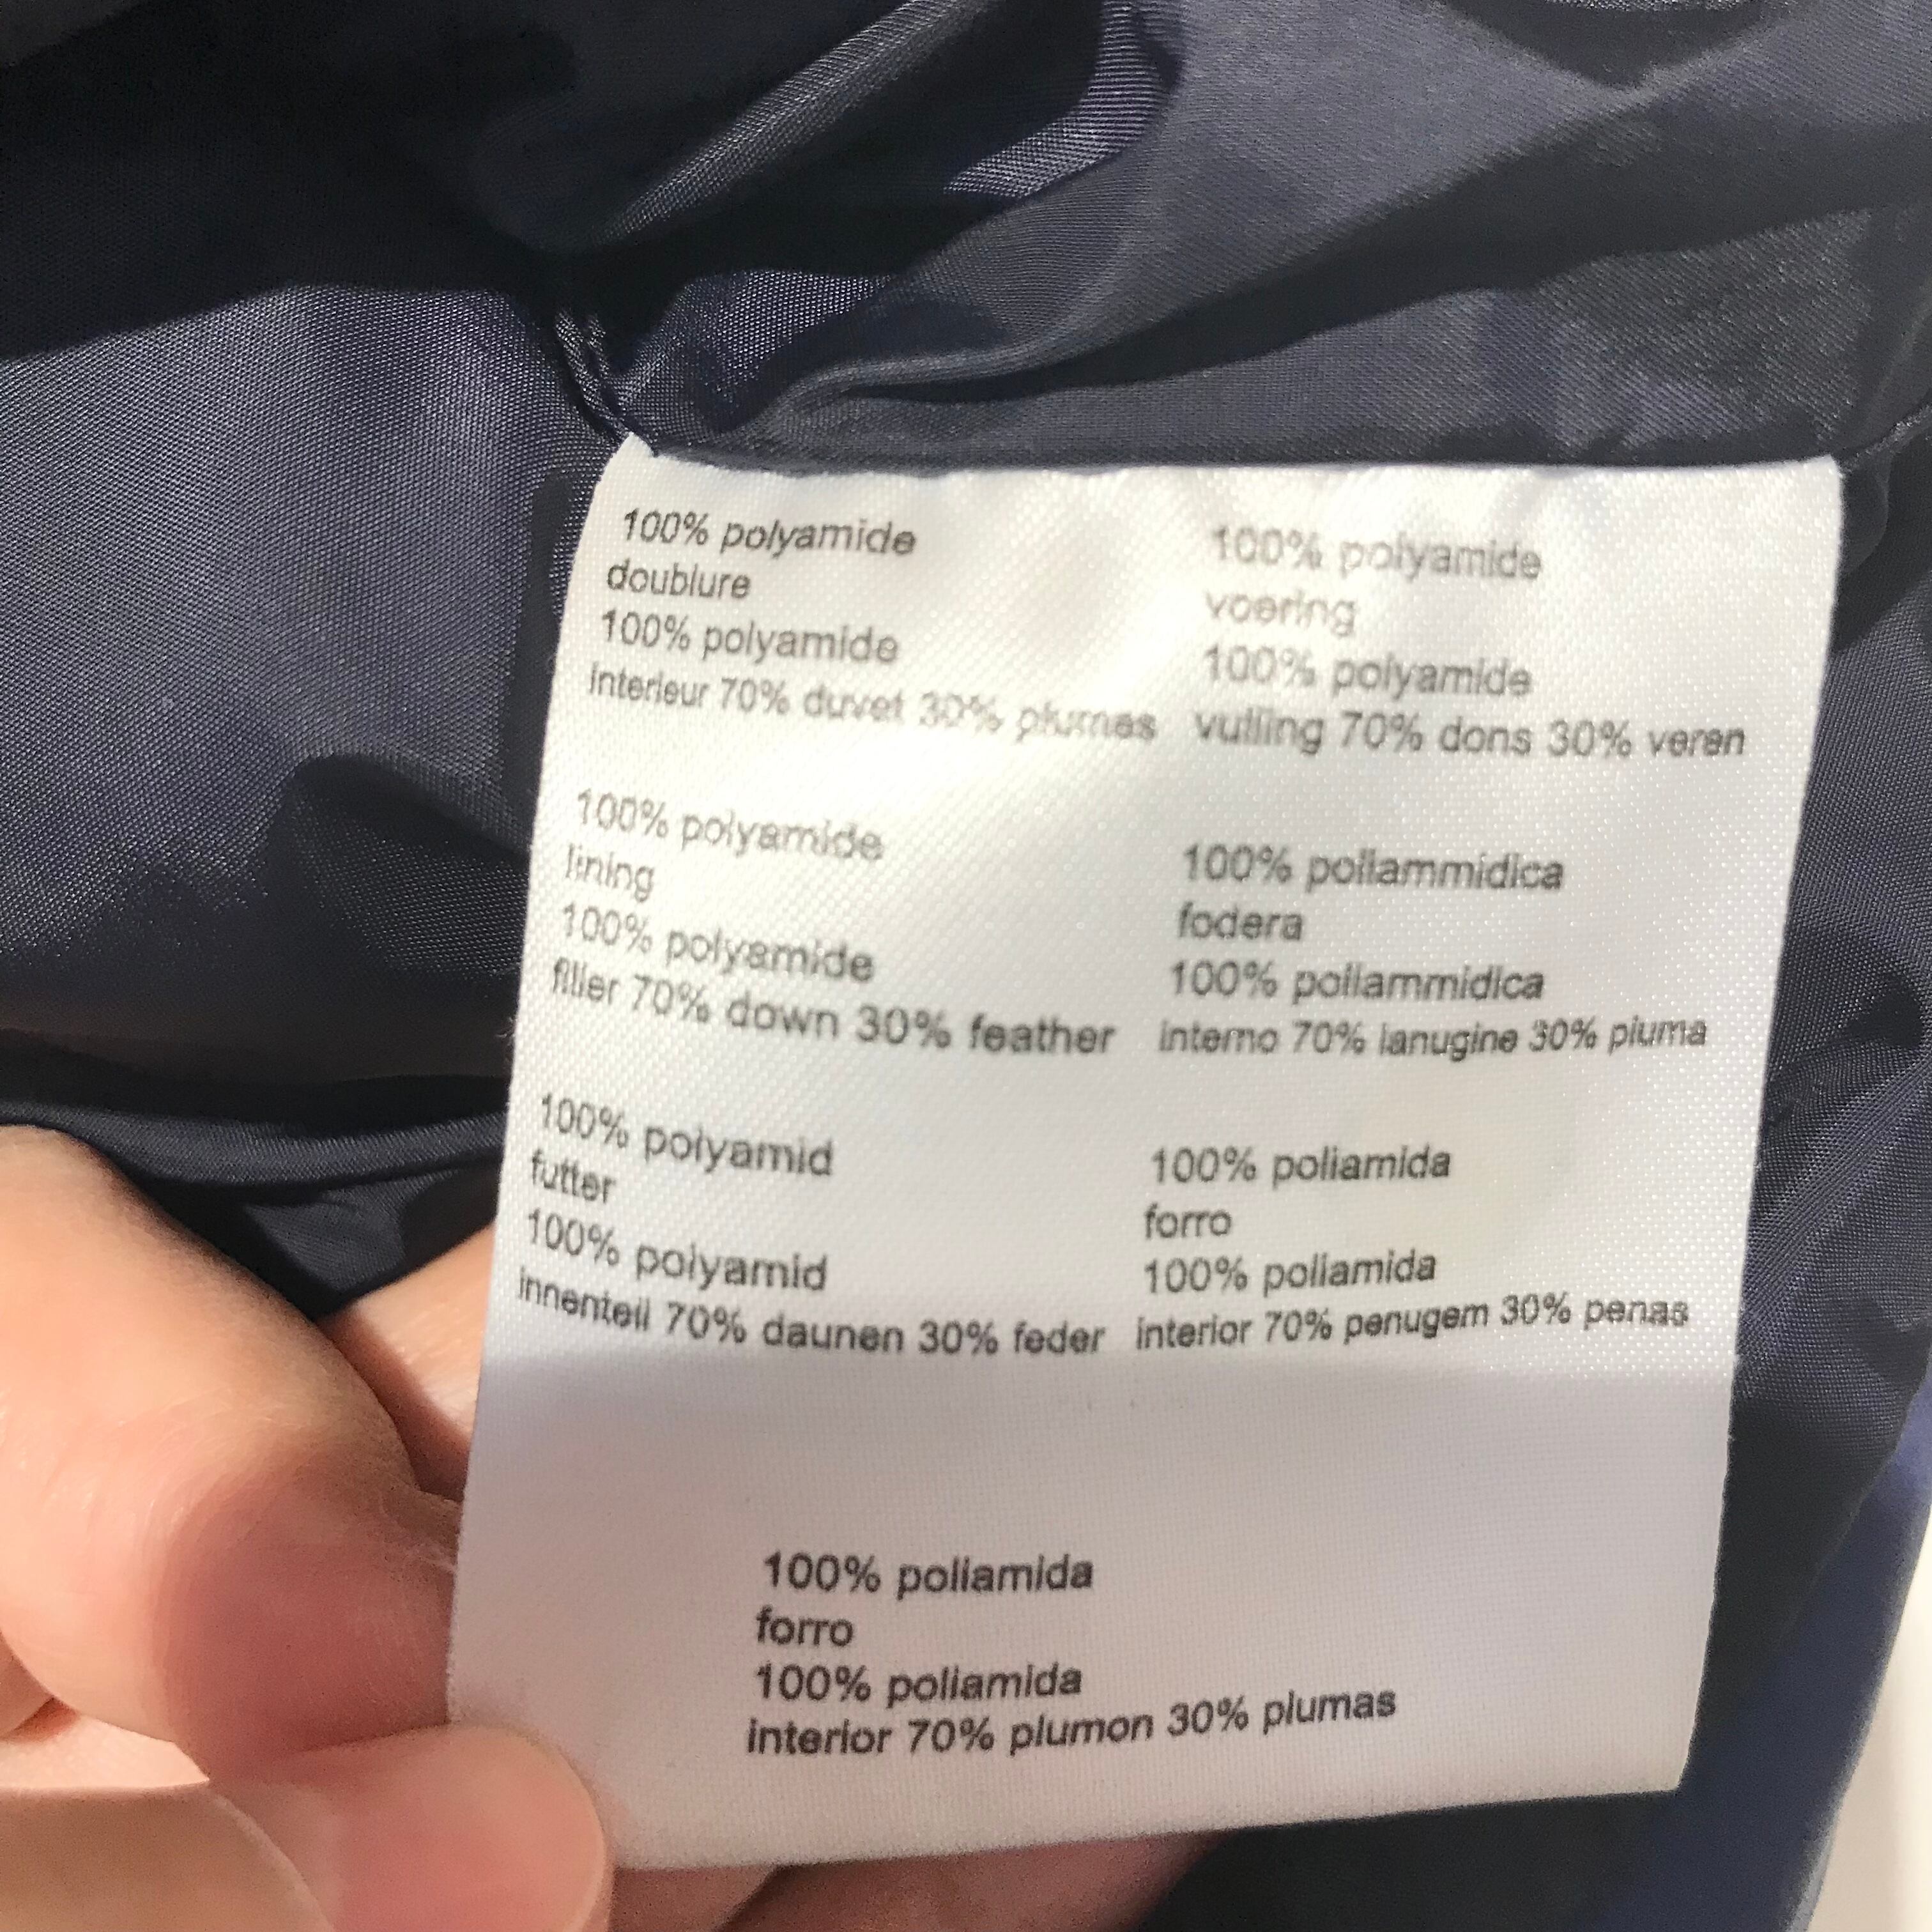 100% polyamide
doublure
100% polyamide
interieur 70% duvet 30% plumes
100% polyamide
voering
100% polyamide
vulling 70% dons 30% veren
100% polyamide
lining
100% polyamide
filler 70% down 30% feather
100% poliammidica
fodera
100% poliammidica
interno 70% lanugine 30% piuma
100% polyamid
futter
100% polyamid
innenteil 70% daunen 30% feder
100% poliamida
forro
100% poliamida
interior 70% penugem 30% penas
100% poliamida
forro
100% poliamida
interior 70% plumon 30% plumas